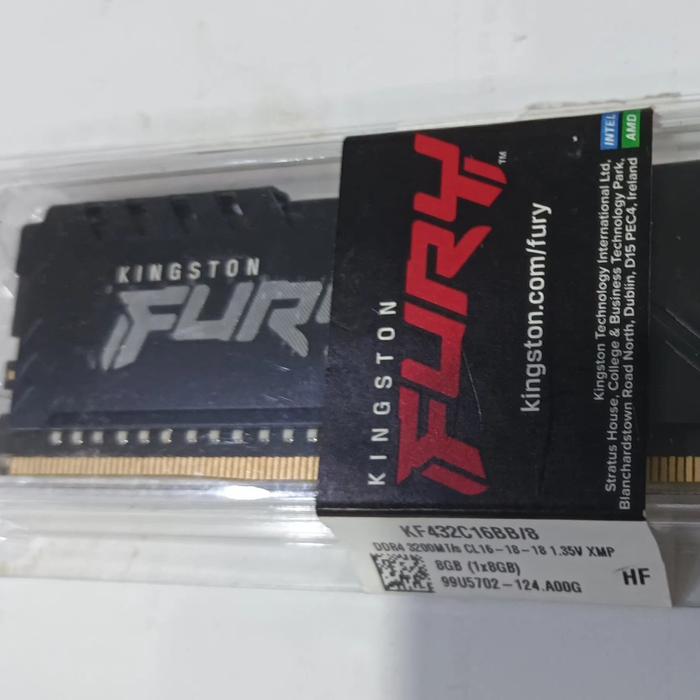 KINGSTON
FURY
KINGSTON
FURY™
kingston.com/fury
Kingston Technology International Ltd,
Stratus House, College & Business Technology Park,
Blanchardstown Road North, Dublin, D15 PEC4, Ireland
INTEL
AMD
KF432C16BB/8
DDR4 3200MT/s CL16-18-18 1.35V XMP
8GB (1x8GB)
99U5702-124.A00G
HF